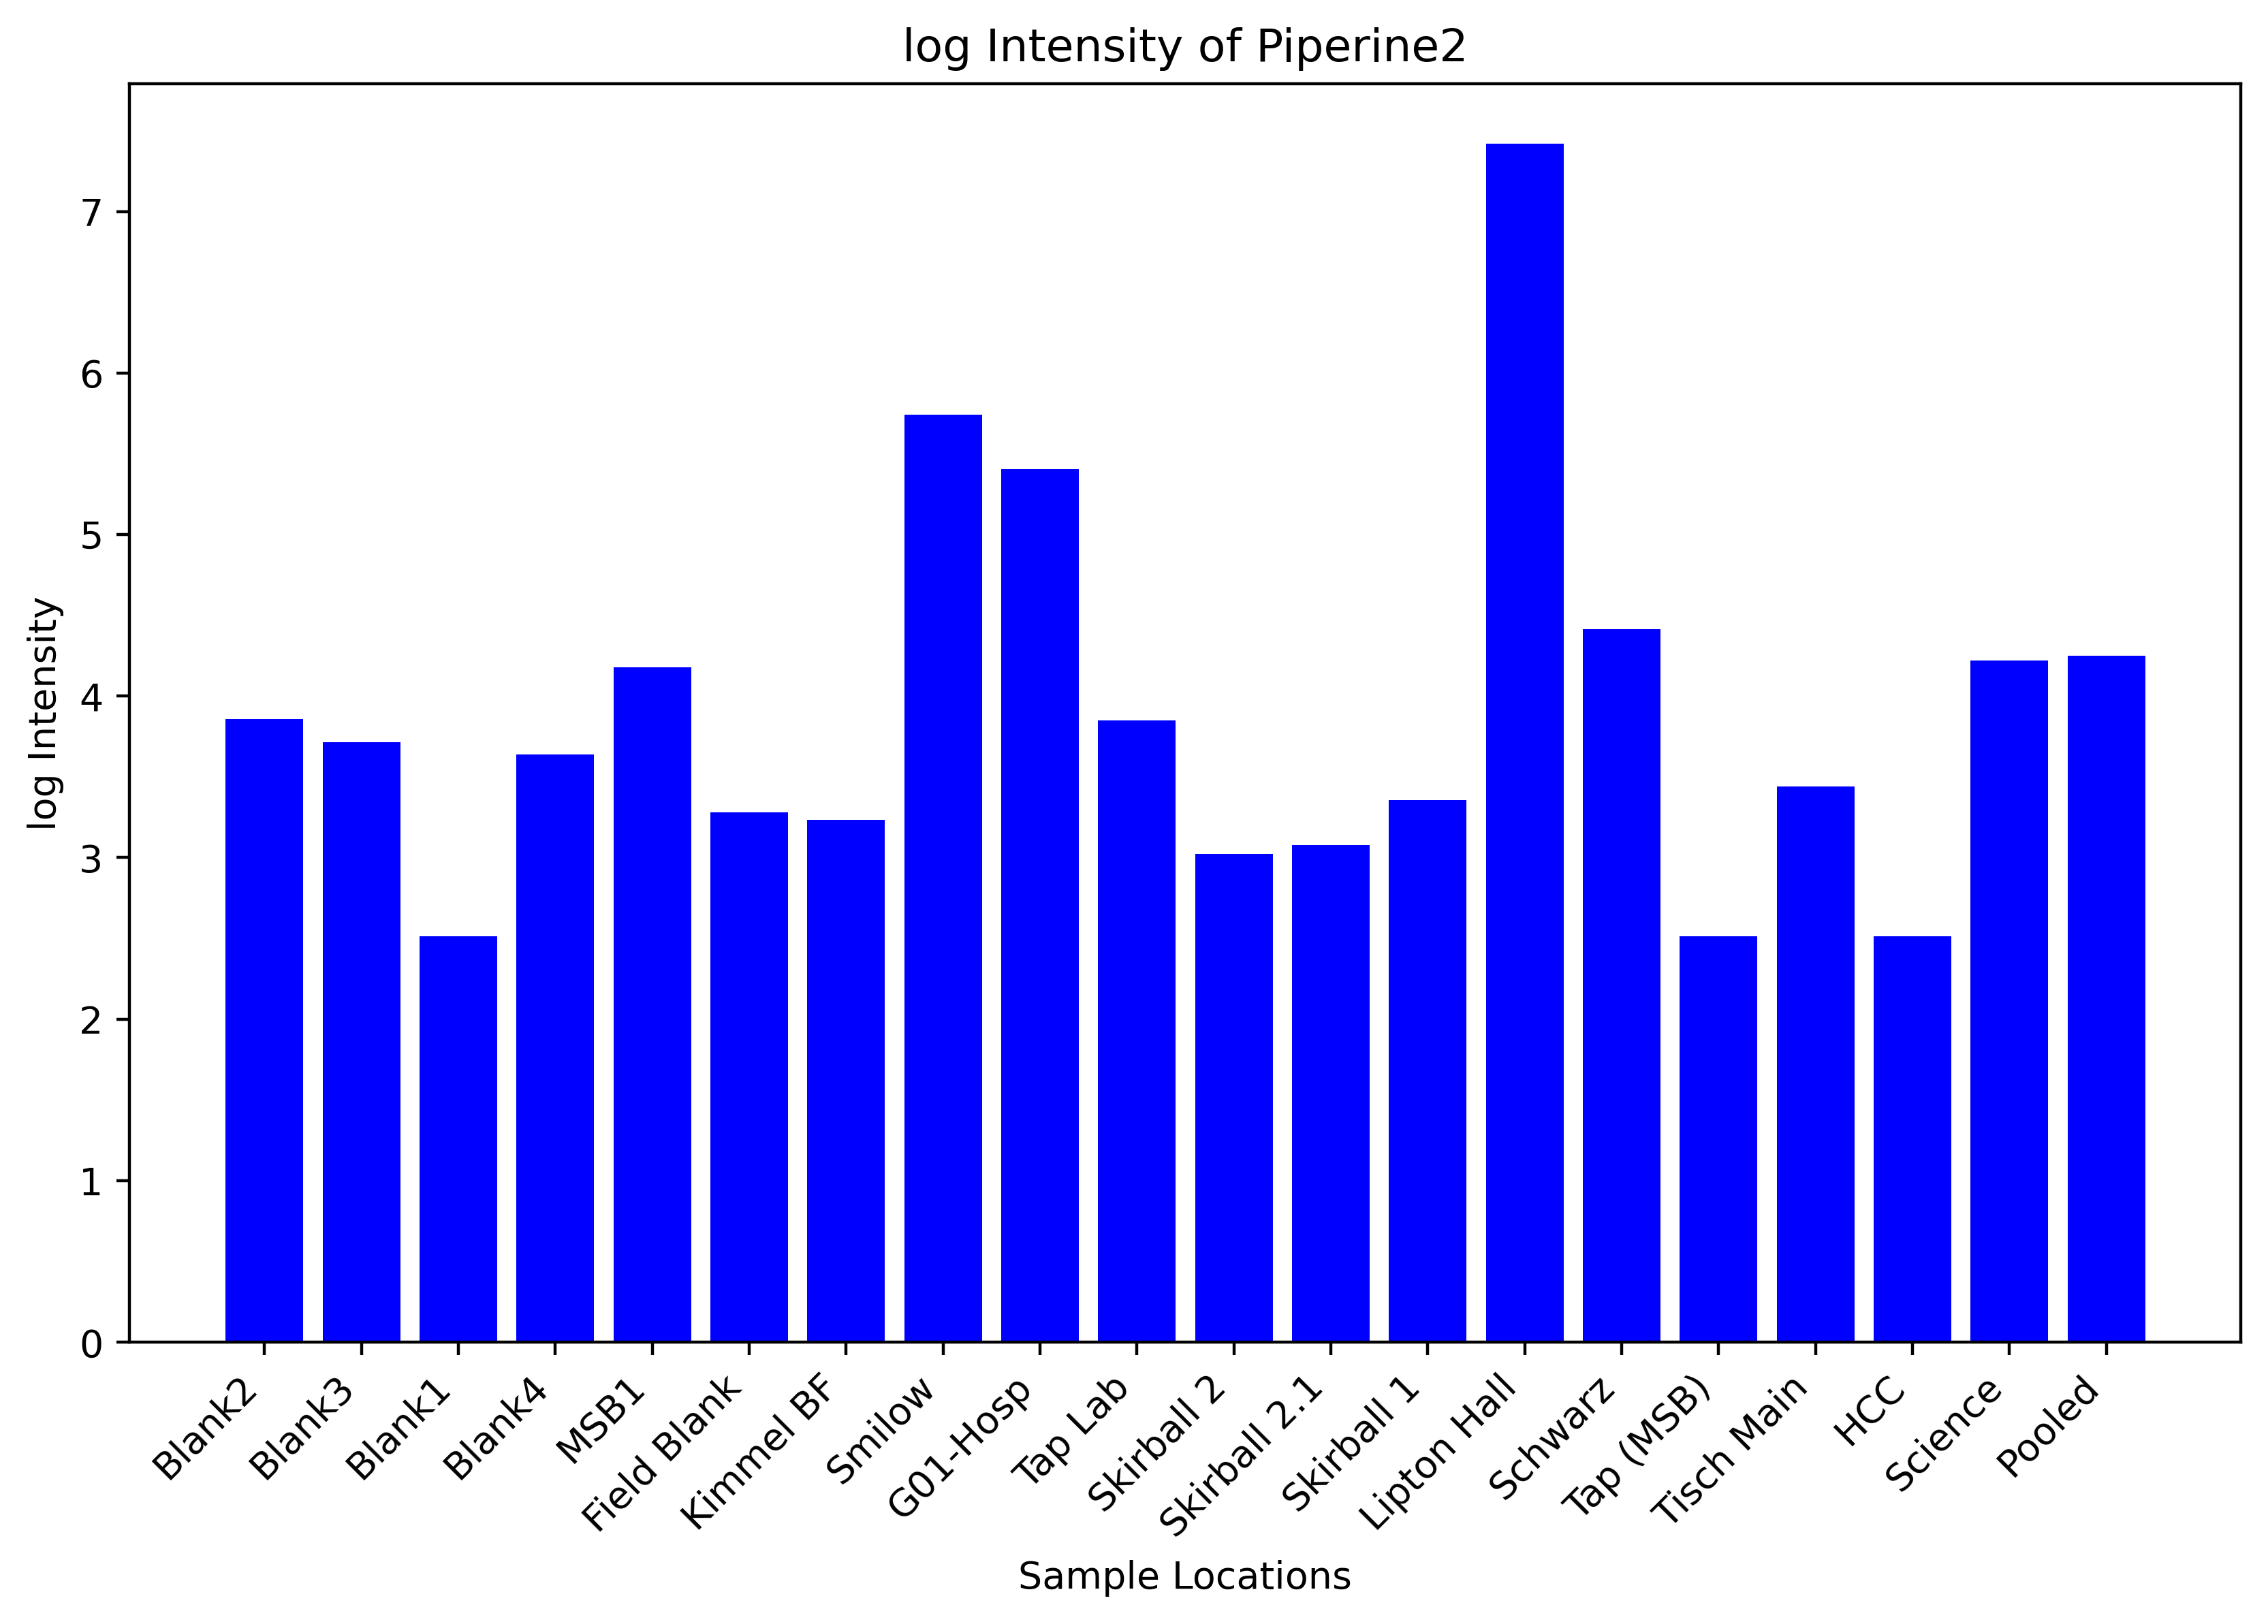 log Intensity of Piperine2
log Intensity
7
6
5
4
3
2
1
0
Blank2
Blank3
Blank1
Blank4
MSB1
Field Blank
Kimmel BF
Smilow
G01-Hosp
Tap Lab
Skirball 2
Skirball 2.1
Skirball 1
Lipton Hall
Schwarz
Tap (MSB)
Tisch Main
HCC
Science
Pooled
Sample Locations